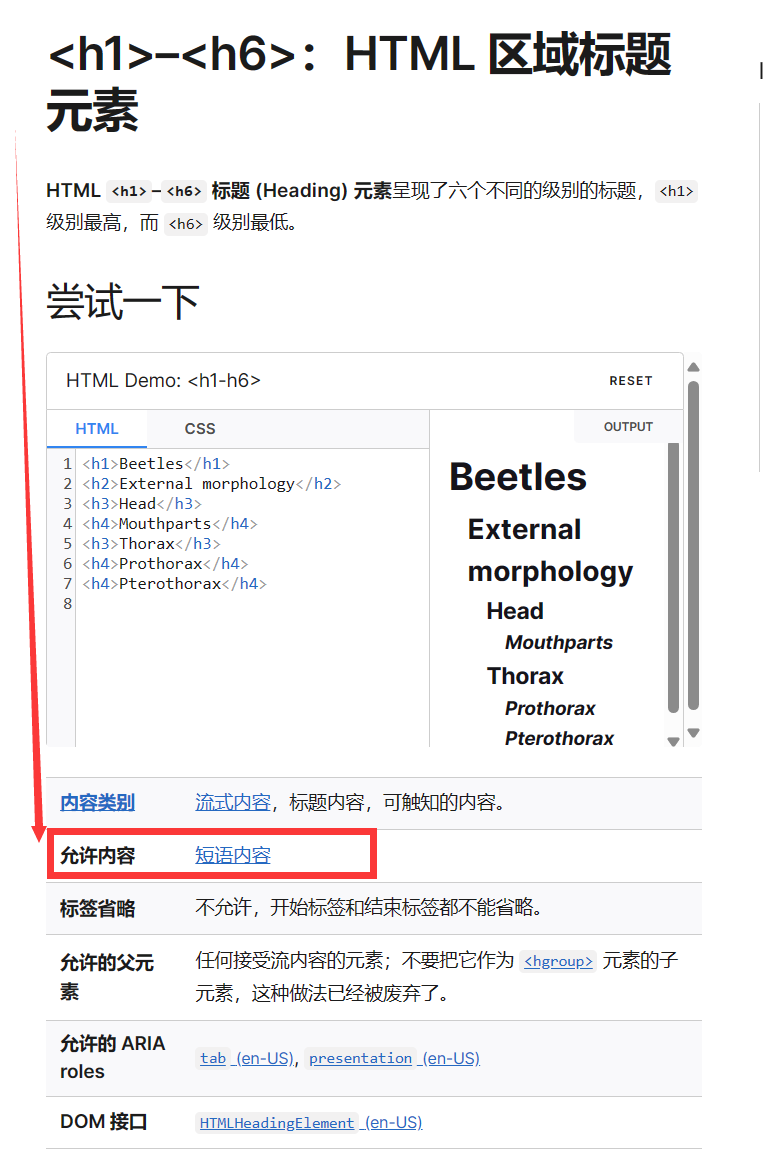 <h1>–<h6>：HTML 区域标题
元素
HTML <h1>–<h6> 标题 (Heading) 元素呈现了六个不同的级别的标题，<h1>
级别最高，而 <h6> 级别最低。
尝试一下
HTML Demo: <h1-h6>
RESET
HTML
CSS
OUTPUT
1 <h1>Beetles</h1>
2 <h2>External morphology</h2>
3 <h3>Head</h3>
4 <h4>Mouthparts</h4>
5 <h3>Thorax</h3>
6 <h4>Prothorax</h4>
7 <h4>Pterothorax</h4>
8
Beetles
External
morphology
Head
Mouthparts
Thorax
Prothorax
Pterothorax
内容类别 流式内容，标题内容，可触知的内容。
允许内容 短语内容
标签省略 不允许，开始标签和结束标签都不能省略。
允许的父元
素
任何接受流内容的元素；不要把它作为 <hgroup> 元素的子
元素，这种做法已经被废弃了。
允许的 ARIA
roles
tab (en-US), presentation (en-US)
DOM 接口 HTMLHeadingElement (en-US)